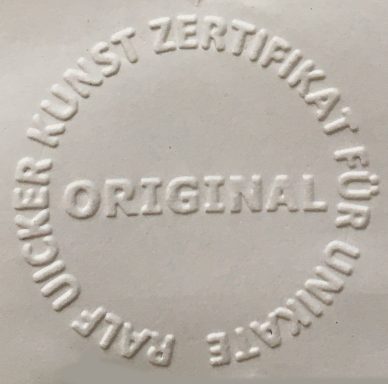 RALF UICKER KUNST ZERTIFIKAT FÜR UNIKATE
ORIGINAL